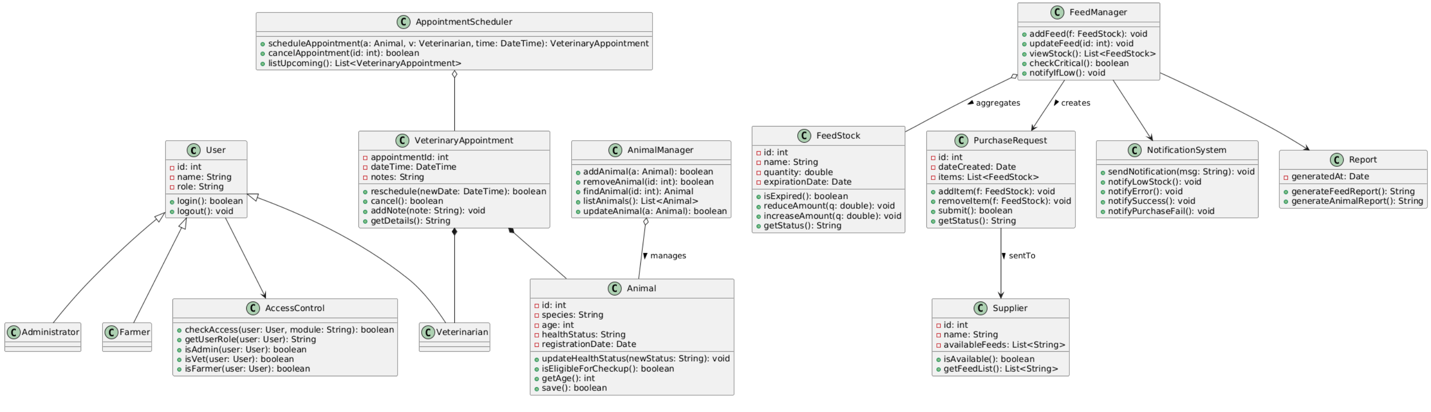 C AppointmentScheduler
scheduleAppointment(a: Animal, v: Veterinarian, time: DateTime): VeterinaryAppointment
cancelAppointment(id: int): boolean
listUpcoming(): List<VeterinaryAppointment>
C FeedManager
addFeed(f: FeedStock): void
updateFeed(id: int): void
viewStock(): List<FeedStock>
checkCritical(): boolean
notifyIfLow(): void
aggregates
creates
C User
id: int
name: String
role: String
login(): boolean
logout(): void
C VeterinaryAppointment
appointmentId: int
dateTime: DateTime
notes: String
reschedule(newDate: DateTime): boolean
cancel(): boolean
addNote(note: String): void
getDetails(): String
C AnimalManager
addAnimal(a: Animal): boolean
removeAnimal(id: int): boolean
findAnimal(id: int): Animal
listAnimals(): List<Animal>
updateAnimal(a: Animal): boolean
C FeedStock
id: int
name: String
quantity: double
expirationDate: Date
isExpired(): boolean
reduceAmount(q: double): void
increaseAmount(q: double): void
getStatus(): String
C PurchaseRequest
id: int
dateCreated: Date
items: List<FeedStock>
addItem(f: FeedStock): void
removeItem(f: FeedStock): void
submit(): boolean
getStatus(): String
C NotificationSystem
sendNotification(msg: String): void
notifyLowStock(): void
notifyError(): void
notifySuccess(): void
notifyPurchaseFail(): void
C Report
generatedAt: Date
generateFeedReport(): String
generateAnimalReport(): String
manages
sentTo
C Administrator
C Farmer
C AccessControl
checkAccess(user: User, module: String): boolean
getUserRole(user: User): String
isAdmin(user: User): boolean
isVet(user: User): boolean
isFarmer(user: User): boolean
C Veterinarian
C Animal
id: int
species: String
age: int
healthStatus: String
registrationDate: Date
updateHealthStatus(newStatus: String): void
isEligibleForCheckup(): boolean
getAge(): int
save(): boolean
C Supplier
id: int
name: String
availableFeeds: List<String>
isAvailable(): boolean
getFeedList(): List<String>